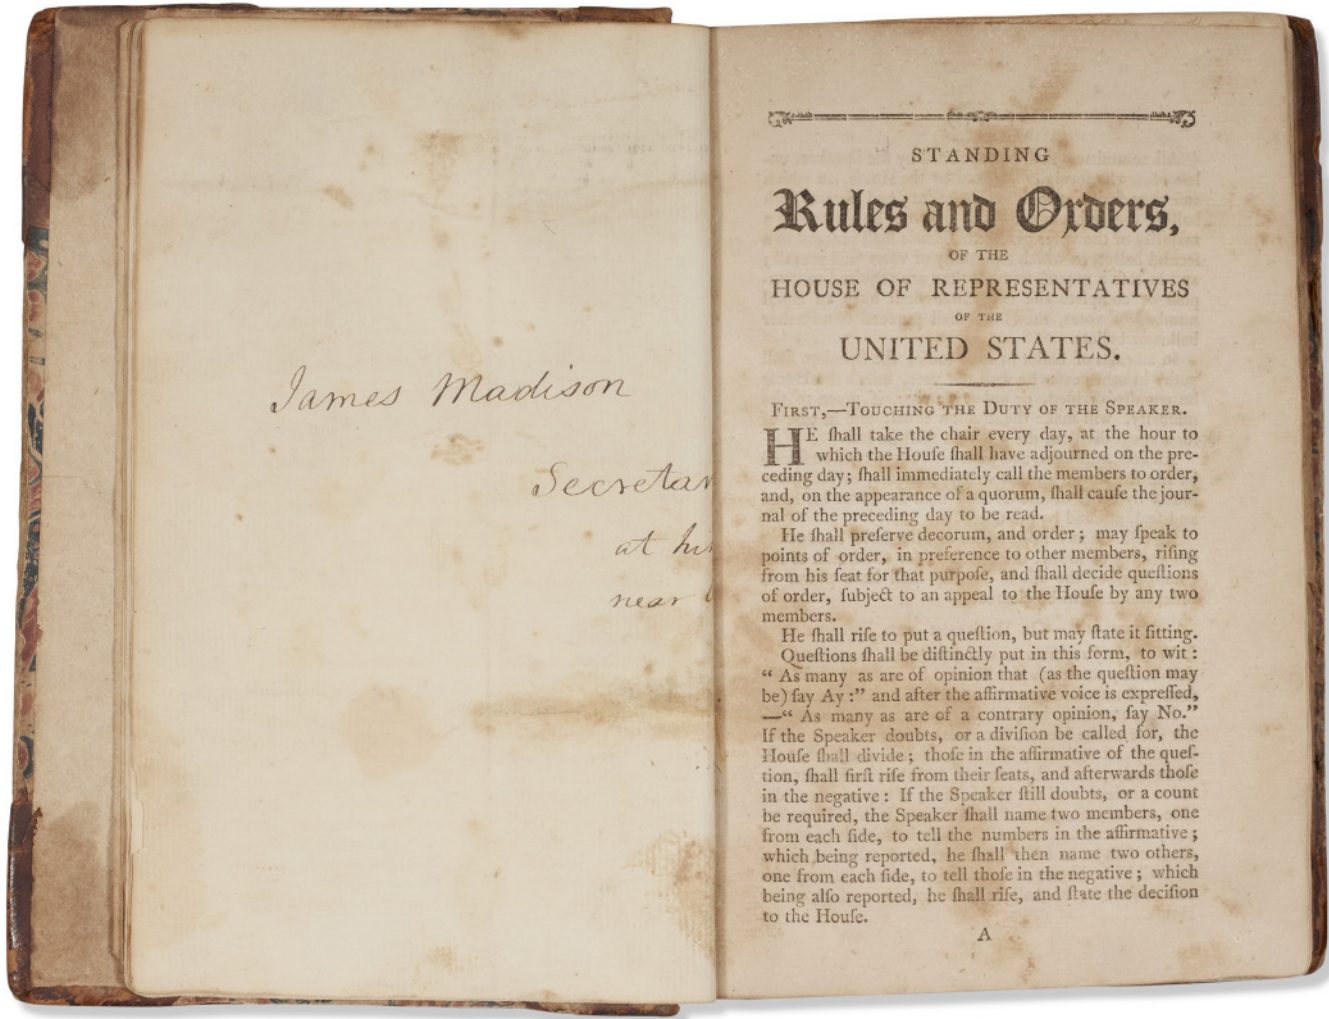 James Madison
Secretar
at h
near
STANDING
Rules and Orders,
OF THE
HOUSE OF REPRESENTATIVES
OF THE
UNITED STATES.
FIRST,—TOUCHING THE DUTY OF THE SPEAKER.
HE ſhall take the chair every day, at the hour to
which the Houſe ſhall have adjourned on the pre-
ceding day; ſhall immediately call the members to order,
and, on the appearance of a quorum, ſhall cauſe the jour-
nal of the preceding day to be read.
He ſhall preſerve decorum, and order; may ſpeak to
points of order, in preference to other members, riſing
from his ſeat for that purpoſe, and ſhall decide queſtions
of order, ſubject to an appeal to the Houſe by any two
members.
He ſhall riſe to put a queſtion, but may ſtate it ſitting.
Queſtions ſhall be diſtinctly put in this form, to wit:
“ As many as are of opinion that (as the queſtion may
be) ſay Ay:” and after the affirmative voice is expreſſed,
—“ As many as are of a contrary opinion, ſay No.”
If the Speaker doubts, or a diviſion be called for, the
Houſe ſhall divide; thoſe in the affirmative of the queſ-
tion, ſhall firſt riſe from their ſeats, and afterwards thoſe
in the negative: If the Speaker ſtill doubts, or a count
be required, the Speaker ſhall name two members, one
from each ſide, to tell the numbers in the affirmative;
which being reported, he ſhall then name two others,
one from each ſide, to tell thoſe in the negative; which
being alſo reported, he ſhall riſe, and ſtate the deciſion
to the Houſe.
A